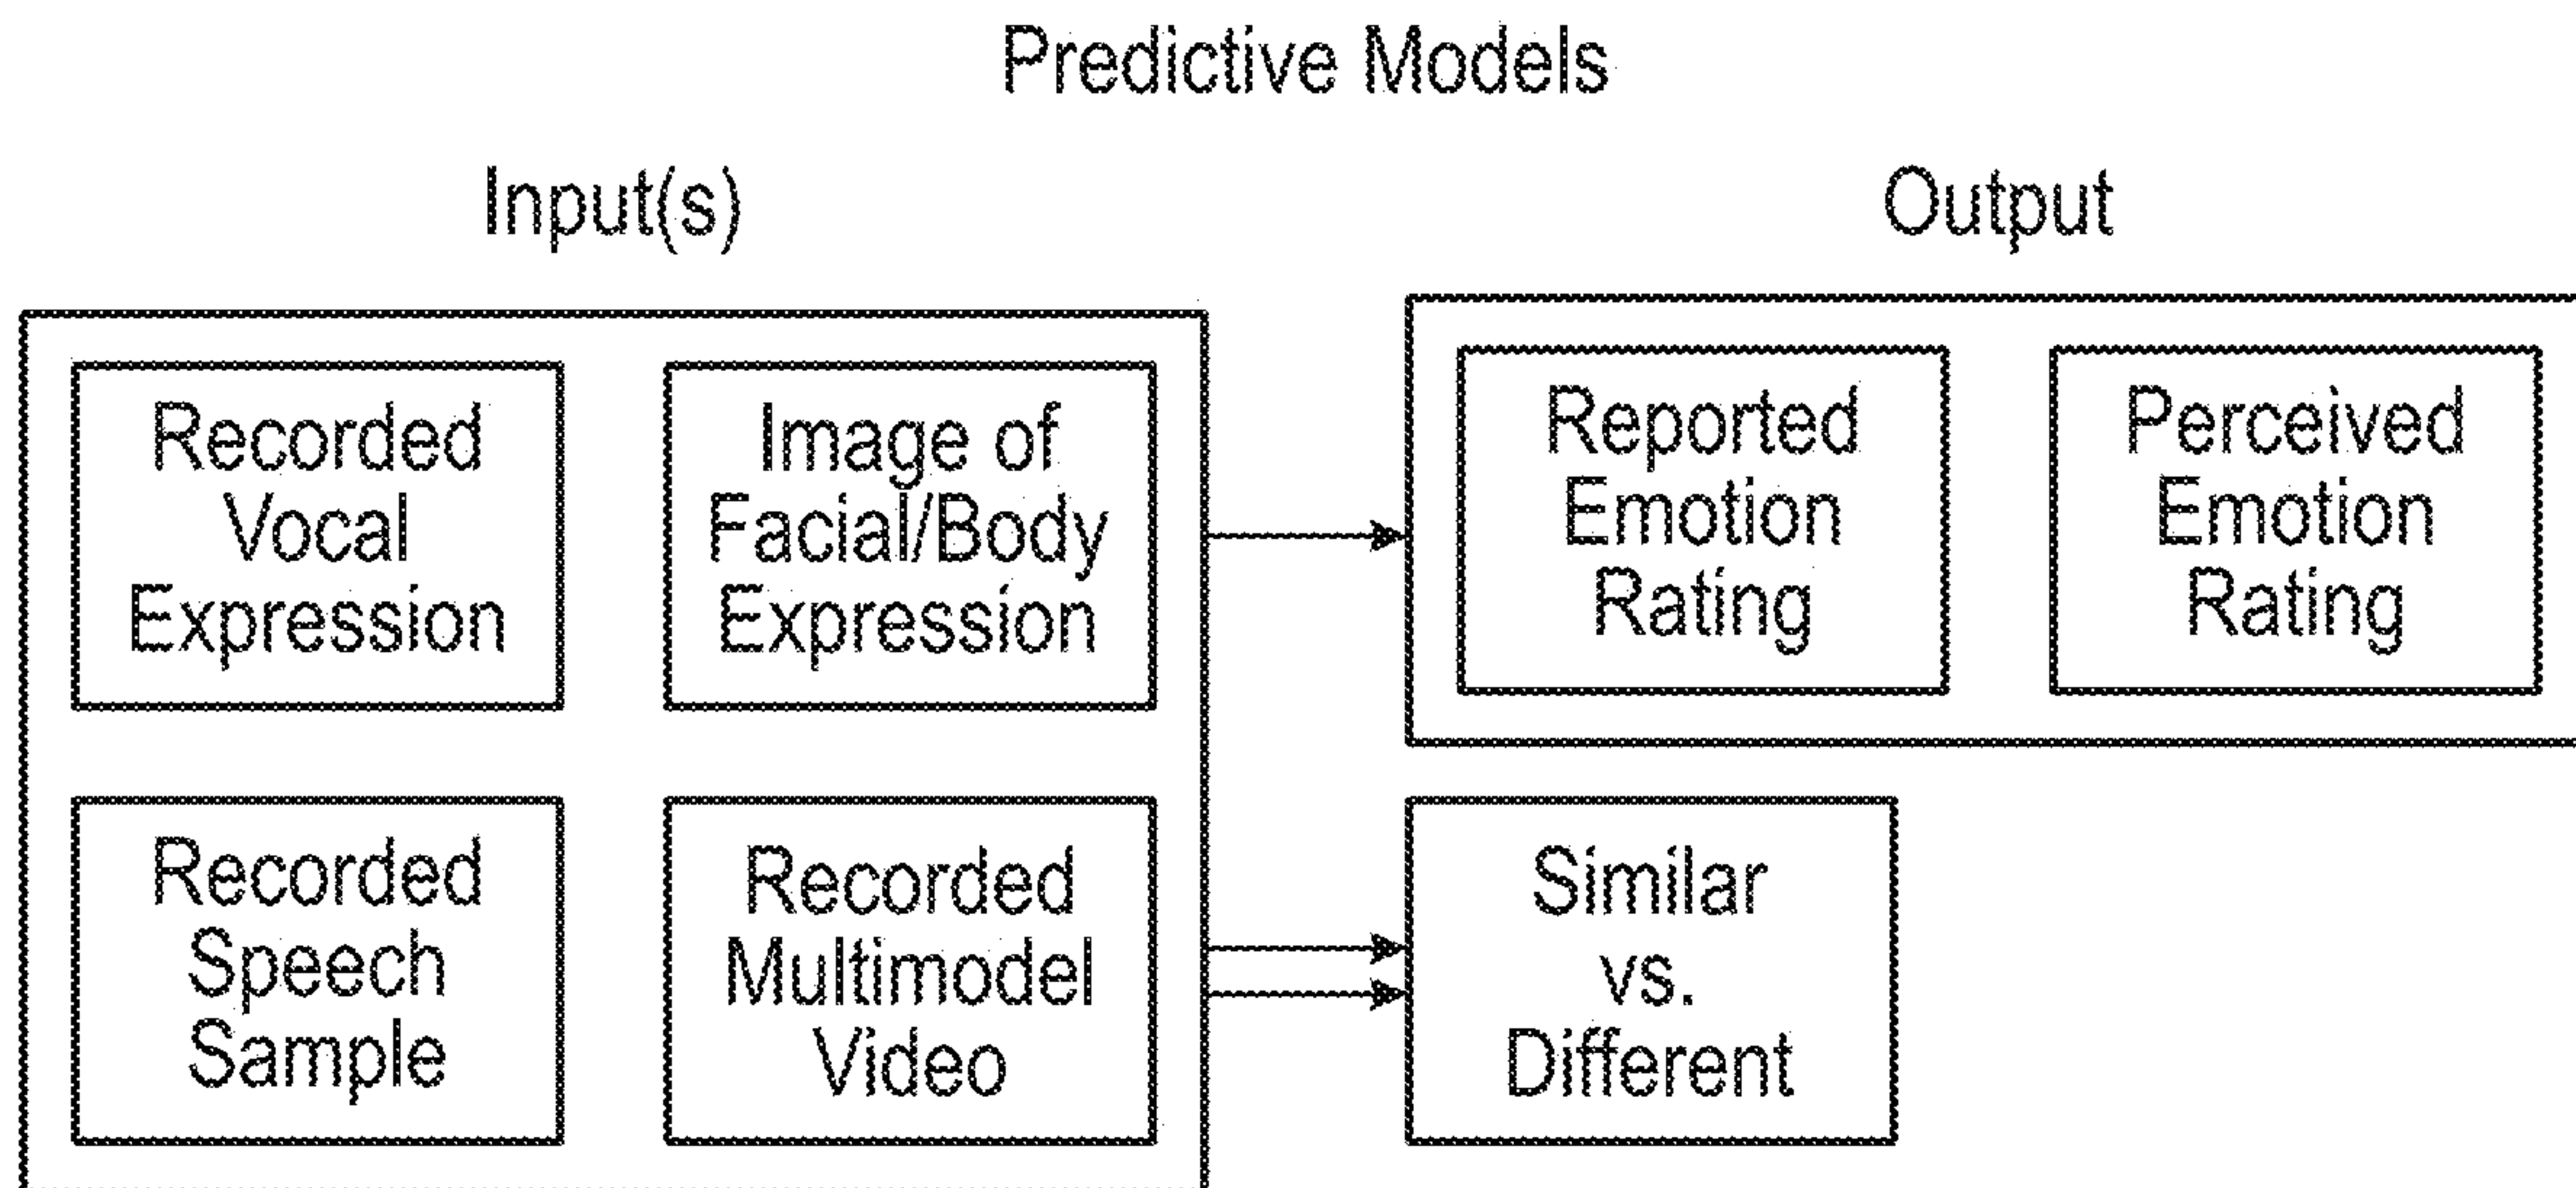 Predictive Models
Input(s)
Output
Recorded
Vocal
Expression
Image of
Facial/Body
Expression
Reported
Emotion
Rating
Perceived
Emotion
Rating
Recorded
Speech
Sample
Recorded
Multimodel
Video
Similar
vs.
Different